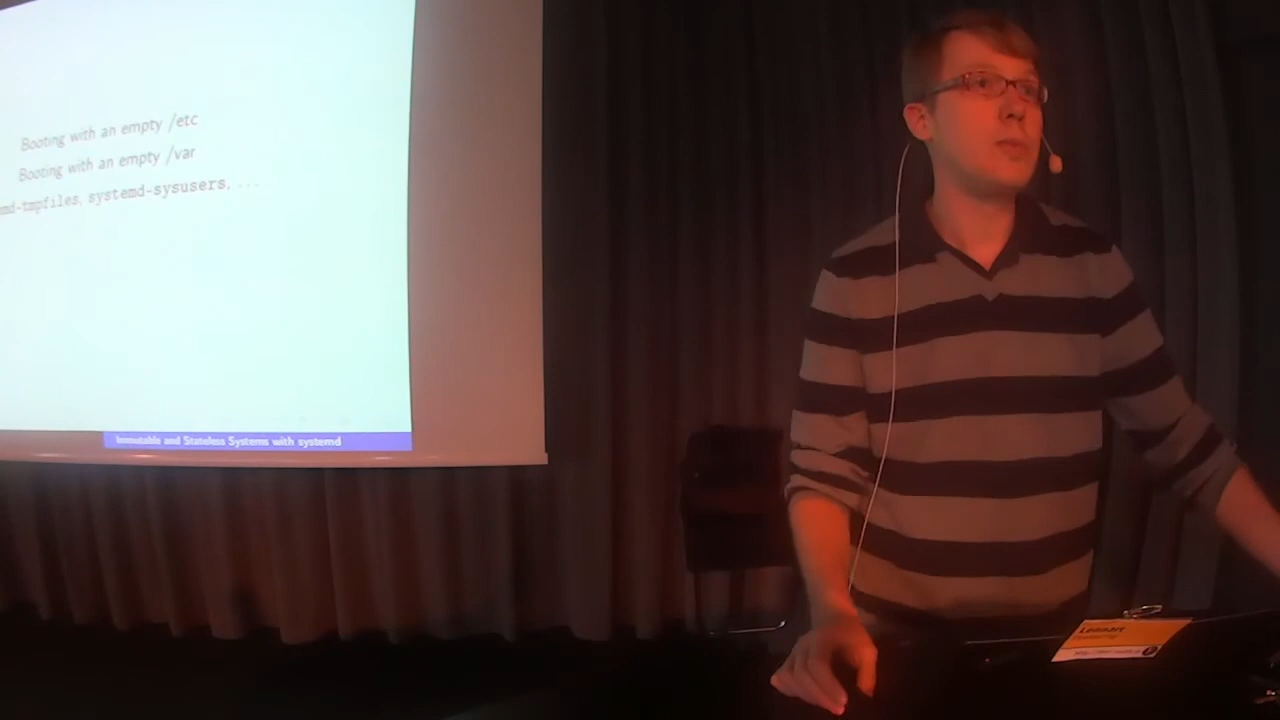 Booting with an empty /etc
Booting with an empty /var
md-tmpfiles, systemd-sysusers, ....
Immutable and Stateless Systems with systemd
Lennart